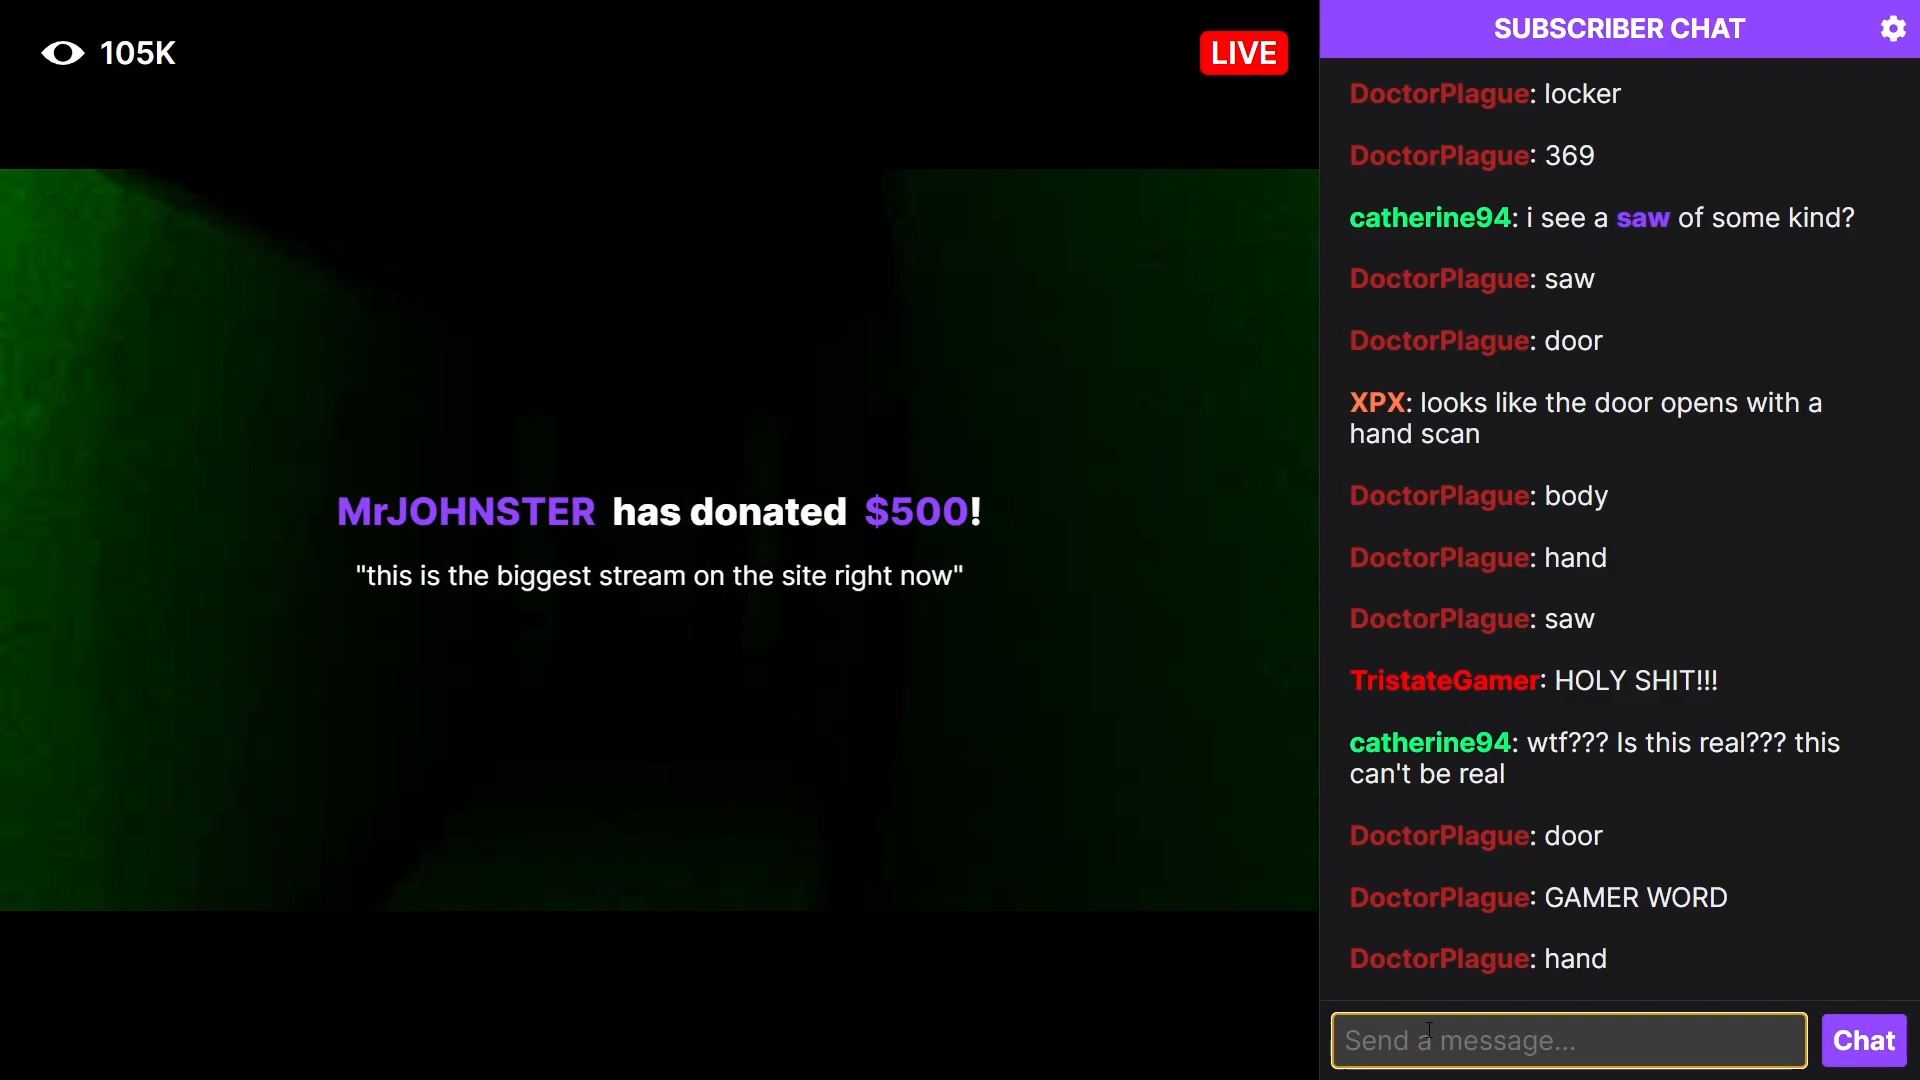 105K
LIVE
MrJOHNSTER has donated $500!
"this is the biggest stream on the site right now"
SUBSCRIBER CHAT
DoctorPlague: locker
DoctorPlague: 369
catherine94: i see a saw of some kind?
DoctorPlague: saw
DoctorPlague: door
XPX: looks like the door opens with a
hand scan
DoctorPlague: body
DoctorPlague: hand
DoctorPlague: saw
TristateGamer: HOLY SHIT!!!
catherine94: wtf??? Is this real??? this
can't be real
DoctorPlague: door
DoctorPlague: GAMER WORD
DoctorPlague: hand
Send a message...
Chat